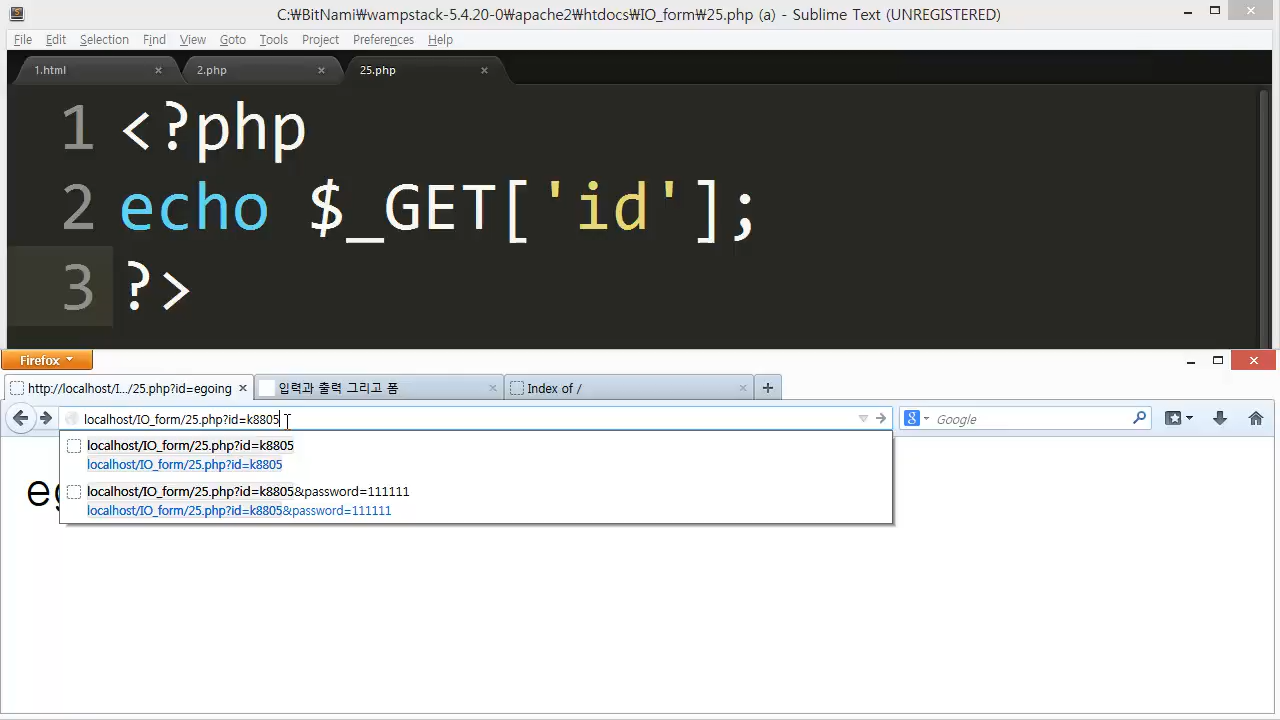 C:₩BitNami₩wampstack-5.4.20-0₩apache2₩htdocs₩IO_form₩25.php (a) - Sublime Text (UNREGISTERED)
File Edit Selection Find View Goto Tools Project Preferences Help
1.html 2.php 25.php
1 <?php
2 echo $_GET['id'];
3 ?>
Firefox
http://localhost/I.../25.php?id=egoing 입력과 출력 그리고 폼 Index of /
localhost/IO_form/25.php?id=k8805 Google
localhost/IO_form/25.php?id=k8805
localhost/IO_form/25.php?id=k8805
eg
localhost/IO_form/25.php?id=k8805&password=111111
localhost/IO_form/25.php?id=k8805&password=111111